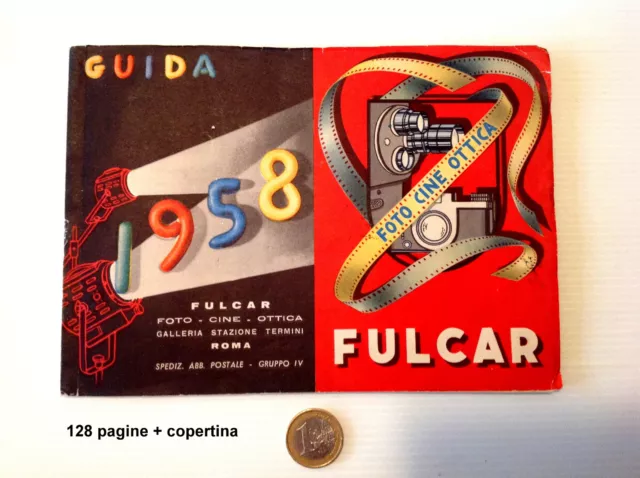 GUIDA
1958
FULCAR
FOTO - CINE - OTTICA
GALLERIA STAZIONE TERMINI
ROMA
SPEDIZ. ABB. POSTALE - GRUPPO IV
FOTO CINE OTTICA
FULCAR
128 pagine + copertina
1